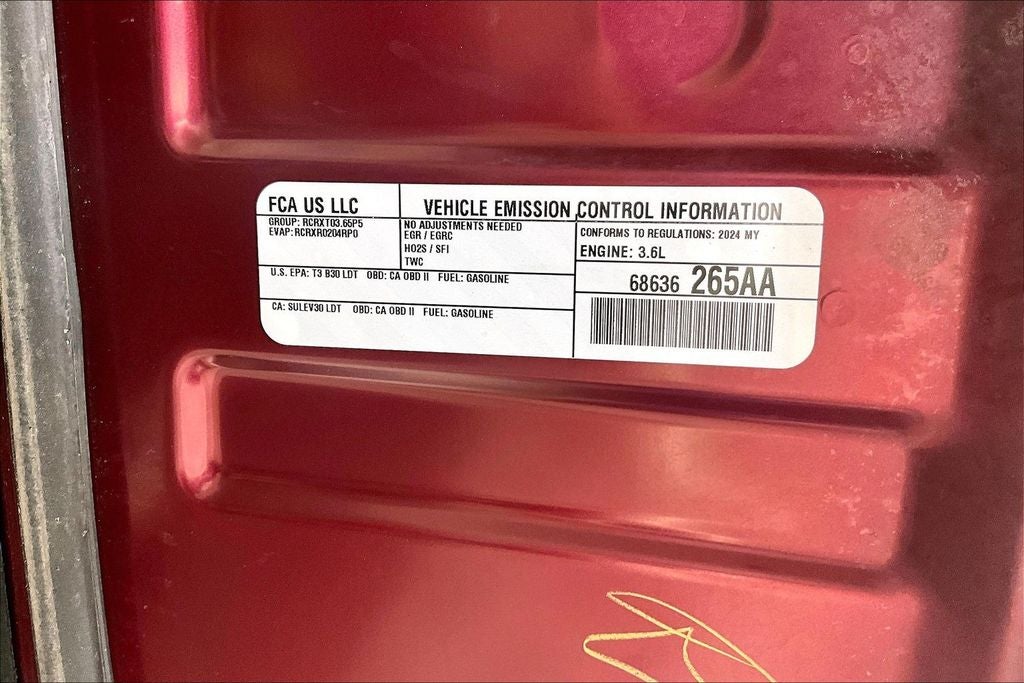 FCA US LLC
VEHICLE EMISSION CONTROL INFORMATION
GROUP: RCRXT03.65P5
EVAP:RCRXR0204RP0
NO ADJUSTMENTS NEEDED
EGR / EGRC
HO2S / SFI
TWC
CONFORMS TO REGULATIONS: 2024 MY
ENGINE: 3.6L
U.S. EPA: T3 B30 LDT OBD: CA OBD II FUEL: GASOLINE
68636 265AA
CA: SULEV30 LDT OBD: CA OBD II FUEL: GASOLINE